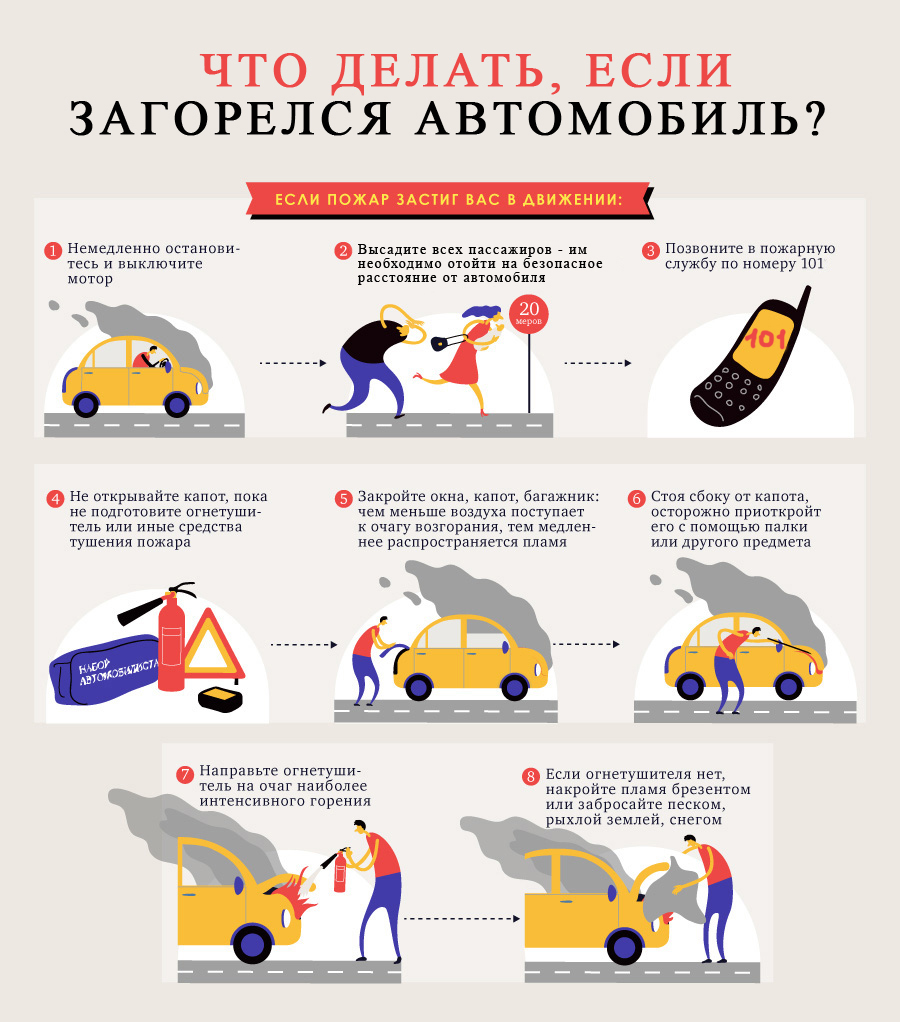 ЧТО ДЕЛАТЬ, ЕСЛИ
ЗАГОРЕЛСЯ АВТОМОБИЛЬ?
ЕСЛИ ПОЖАР ЗАСТИГ ВАС В ДВИЖЕНИИ:
1 Немедленно останови-
тесь и выключите
мотор
2 Высадите всех пассажиров - им
необходимо отойти на безопасное
расстояние от автомобиля
20
меров
3 Позвоните в пожарную
службу по номеру 101
101
4 Не открывайте капот, пока
не подготовите огнетуши-
тель или иные средства
тушения пожара
НАБОР
АВТОМОБИЛИСТА
5 Закройте окна, капот, багажник:
чем меньше воздуха поступает
к очагу возгорания, тем медлен-
нее распространяется пламя
6 Стоя сбоку от капота,
осторожно приоткройт
его с помощью палки
или другого предмета
7 Направьте огнетуши-
тель на очаг наиболее
интенсивного горения
8 Если огнетушителя нет,
накройте пламя брезентом
или забросайте песком,
рыхлой землей, снегом